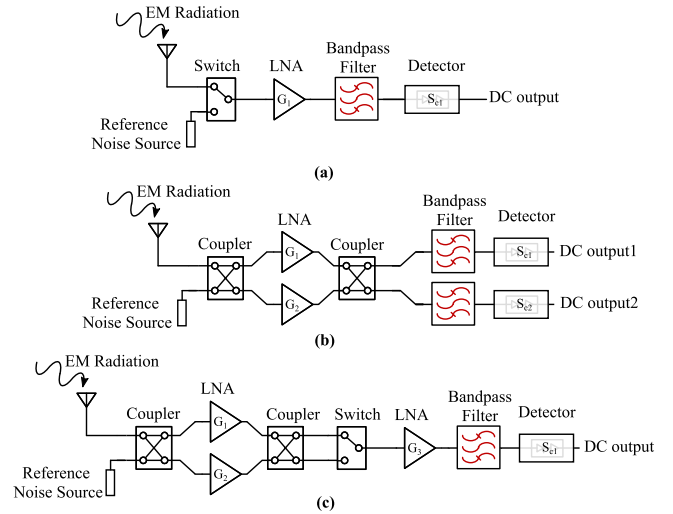 EM Radiation
Switch
LNA
Bandpass
Filter
Detector
G1
Se1
DC output
Reference
Noise Source
(a)
EM Radiation
Coupler
LNA
Coupler
Bandpass
Filter
Detector
G1
Se1
DC output1
G2
Se2
DC output2
Reference
Noise Source
(b)
EM Radiation
Coupler
LNA
Coupler
Switch
LNA
Bandpass
Filter
Detector
G1
G3
Se1
DC output
G2
Reference
Noise Source
(c)